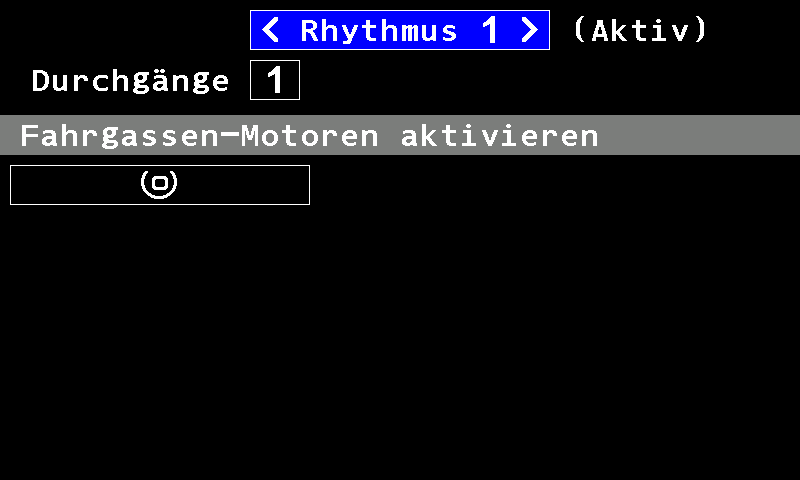 < Rhythmus 1 > (Aktiv)
Durchgänge 1
Fahrgassen-Motoren aktivieren